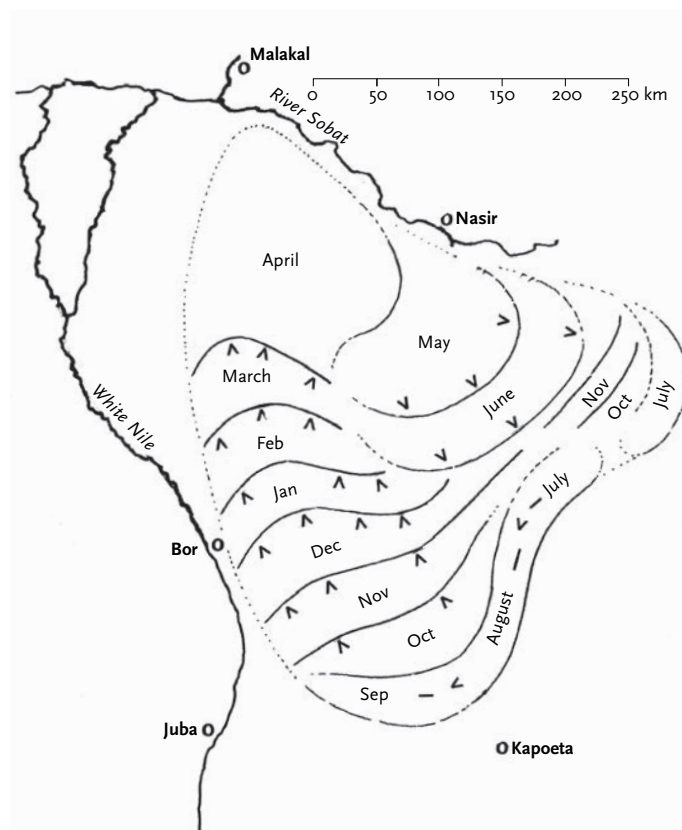 Malakal
0 50 100 150 200 250 km
River Sobat
Nasir
April
May
March
June
Nov
Oct
July
White Nile
Feb
Jan
July
Bor
Dec
Nov
August
Oct
Sep
Juba
Kapoeta